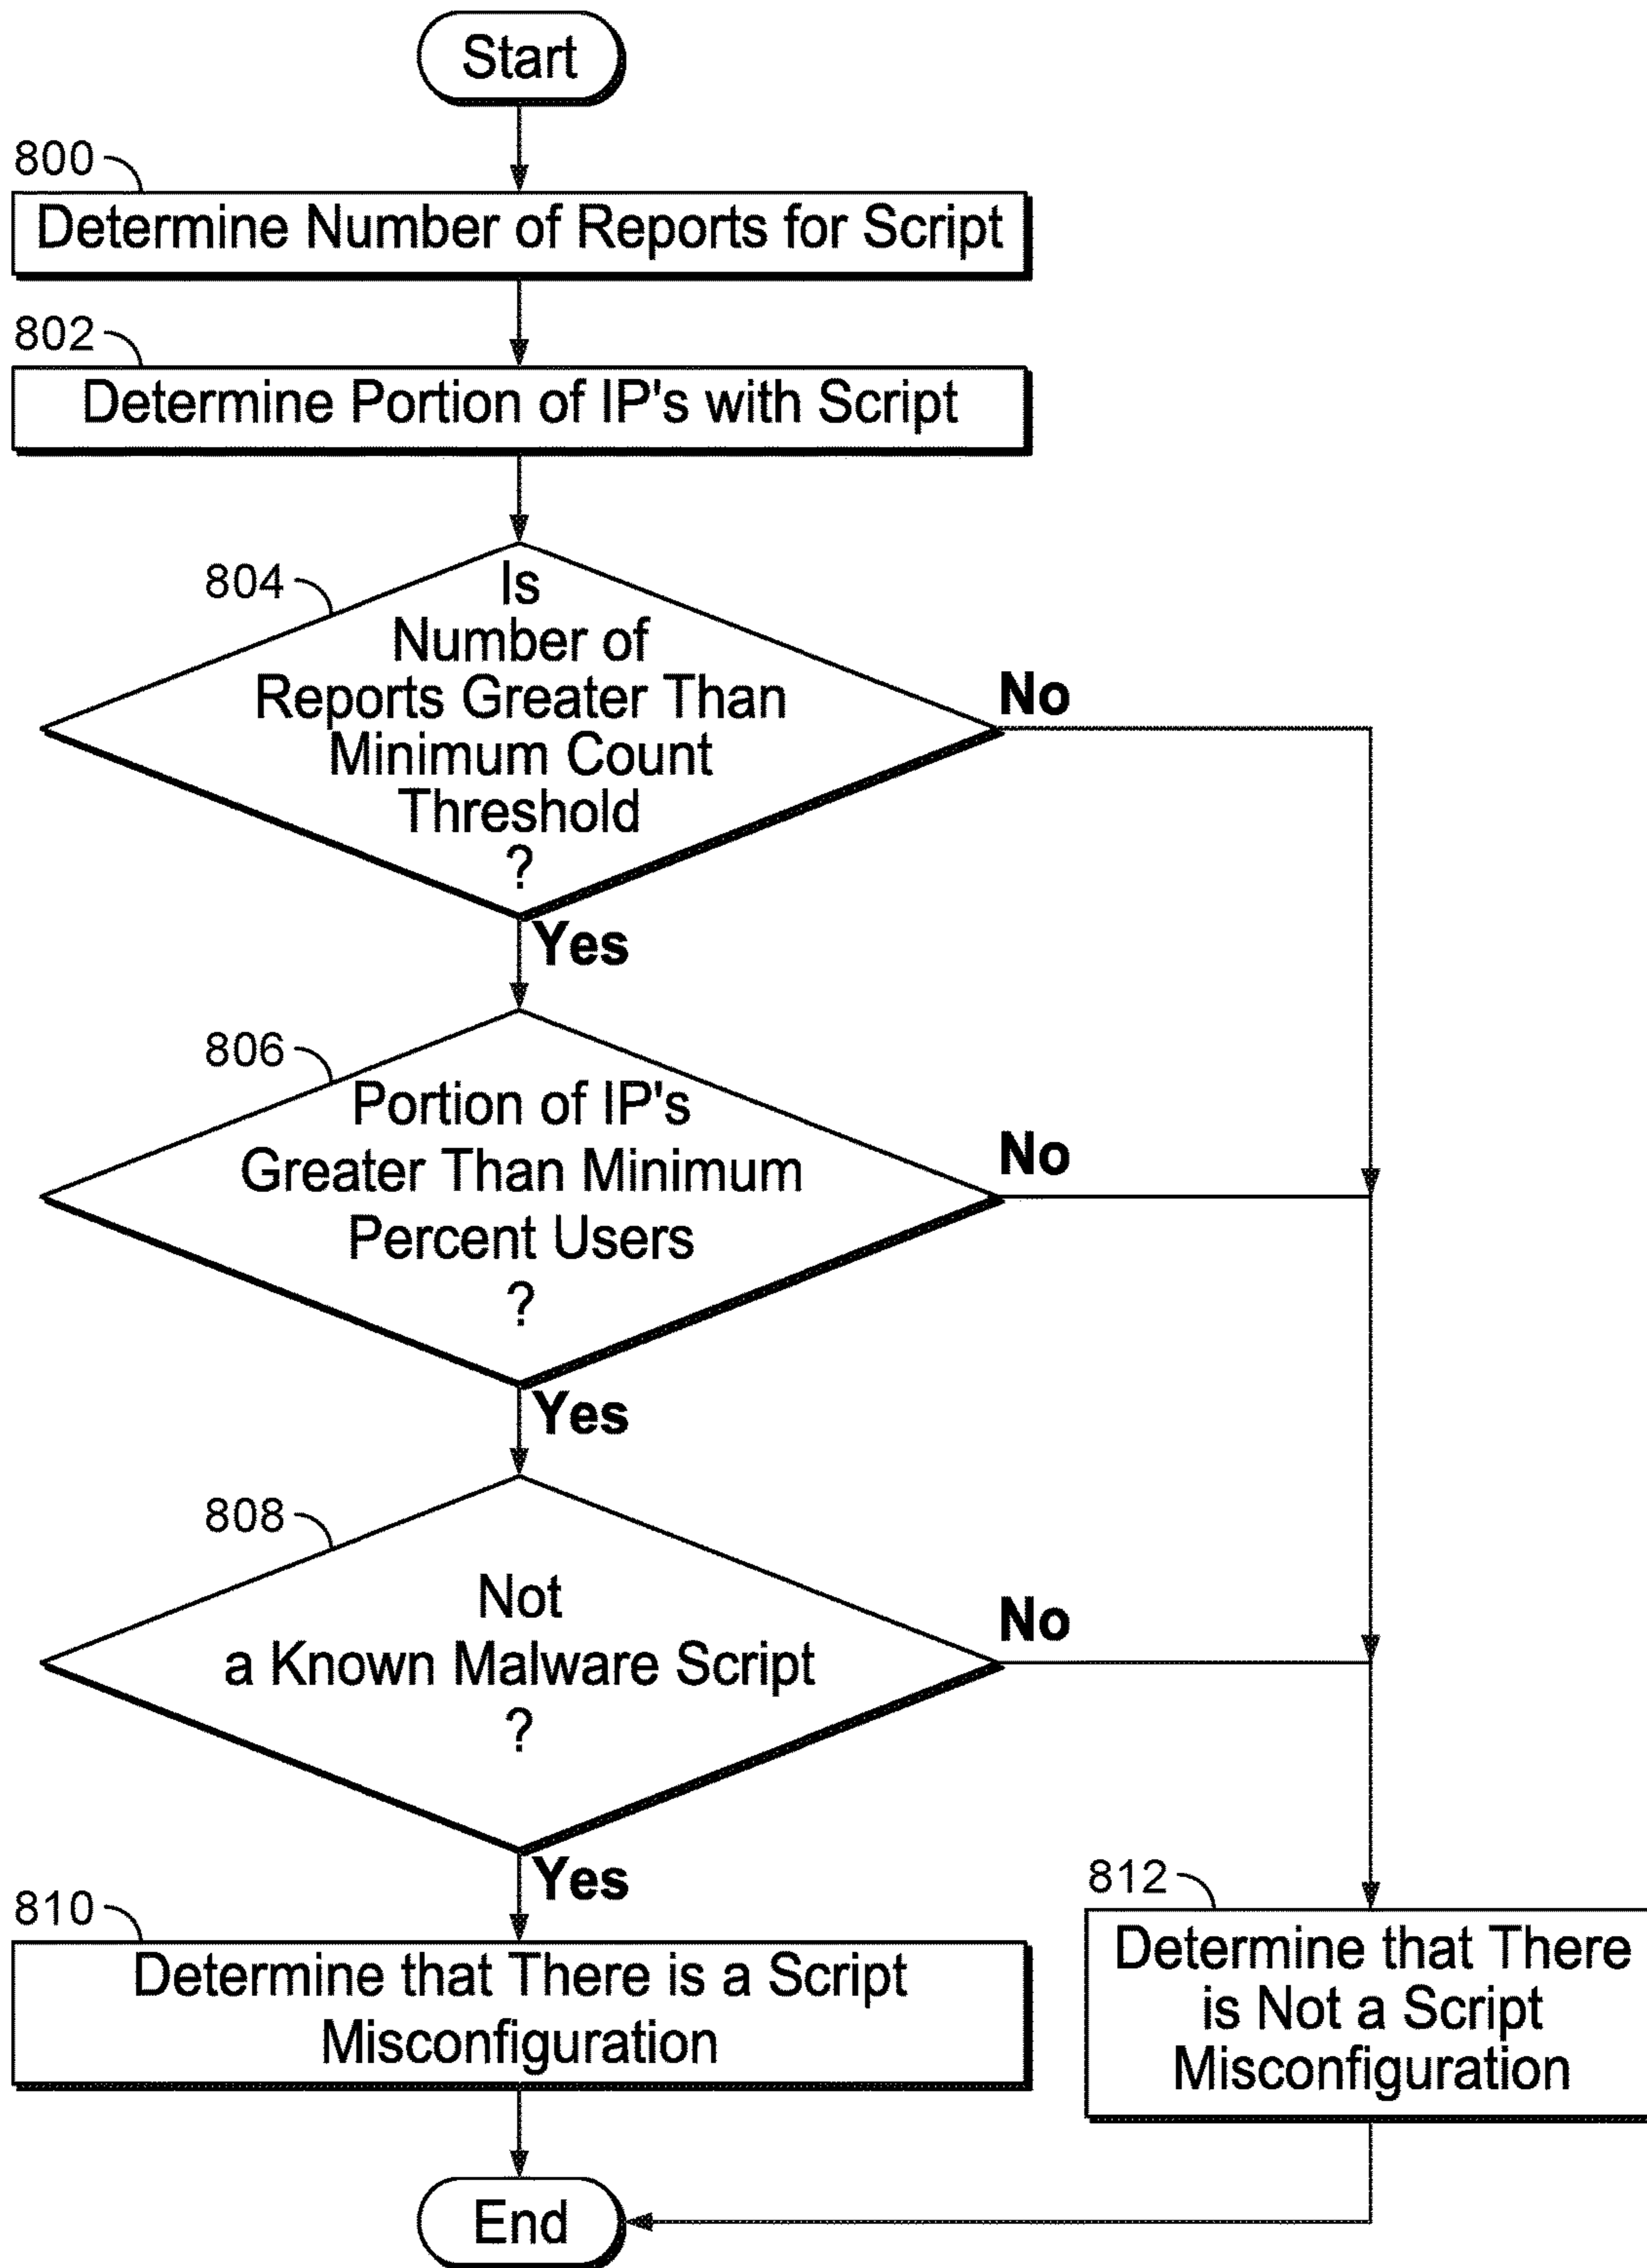 Start
800
Determine Number of Reports for Script
802
Determine Portion of IP's with Script
804
Is
Number of
Reports Greater Than
Minimum Count
Threshold
?
No
Yes
806
Portion of IP's
Greater Than Minimum
Percent Users
?
No
Yes
808
Not
a Known Malware Script
?
No
Yes
810
Determine that There is a Script
Misconfiguration
812
Determine that There
is Not a Script
Misconfiguration
End